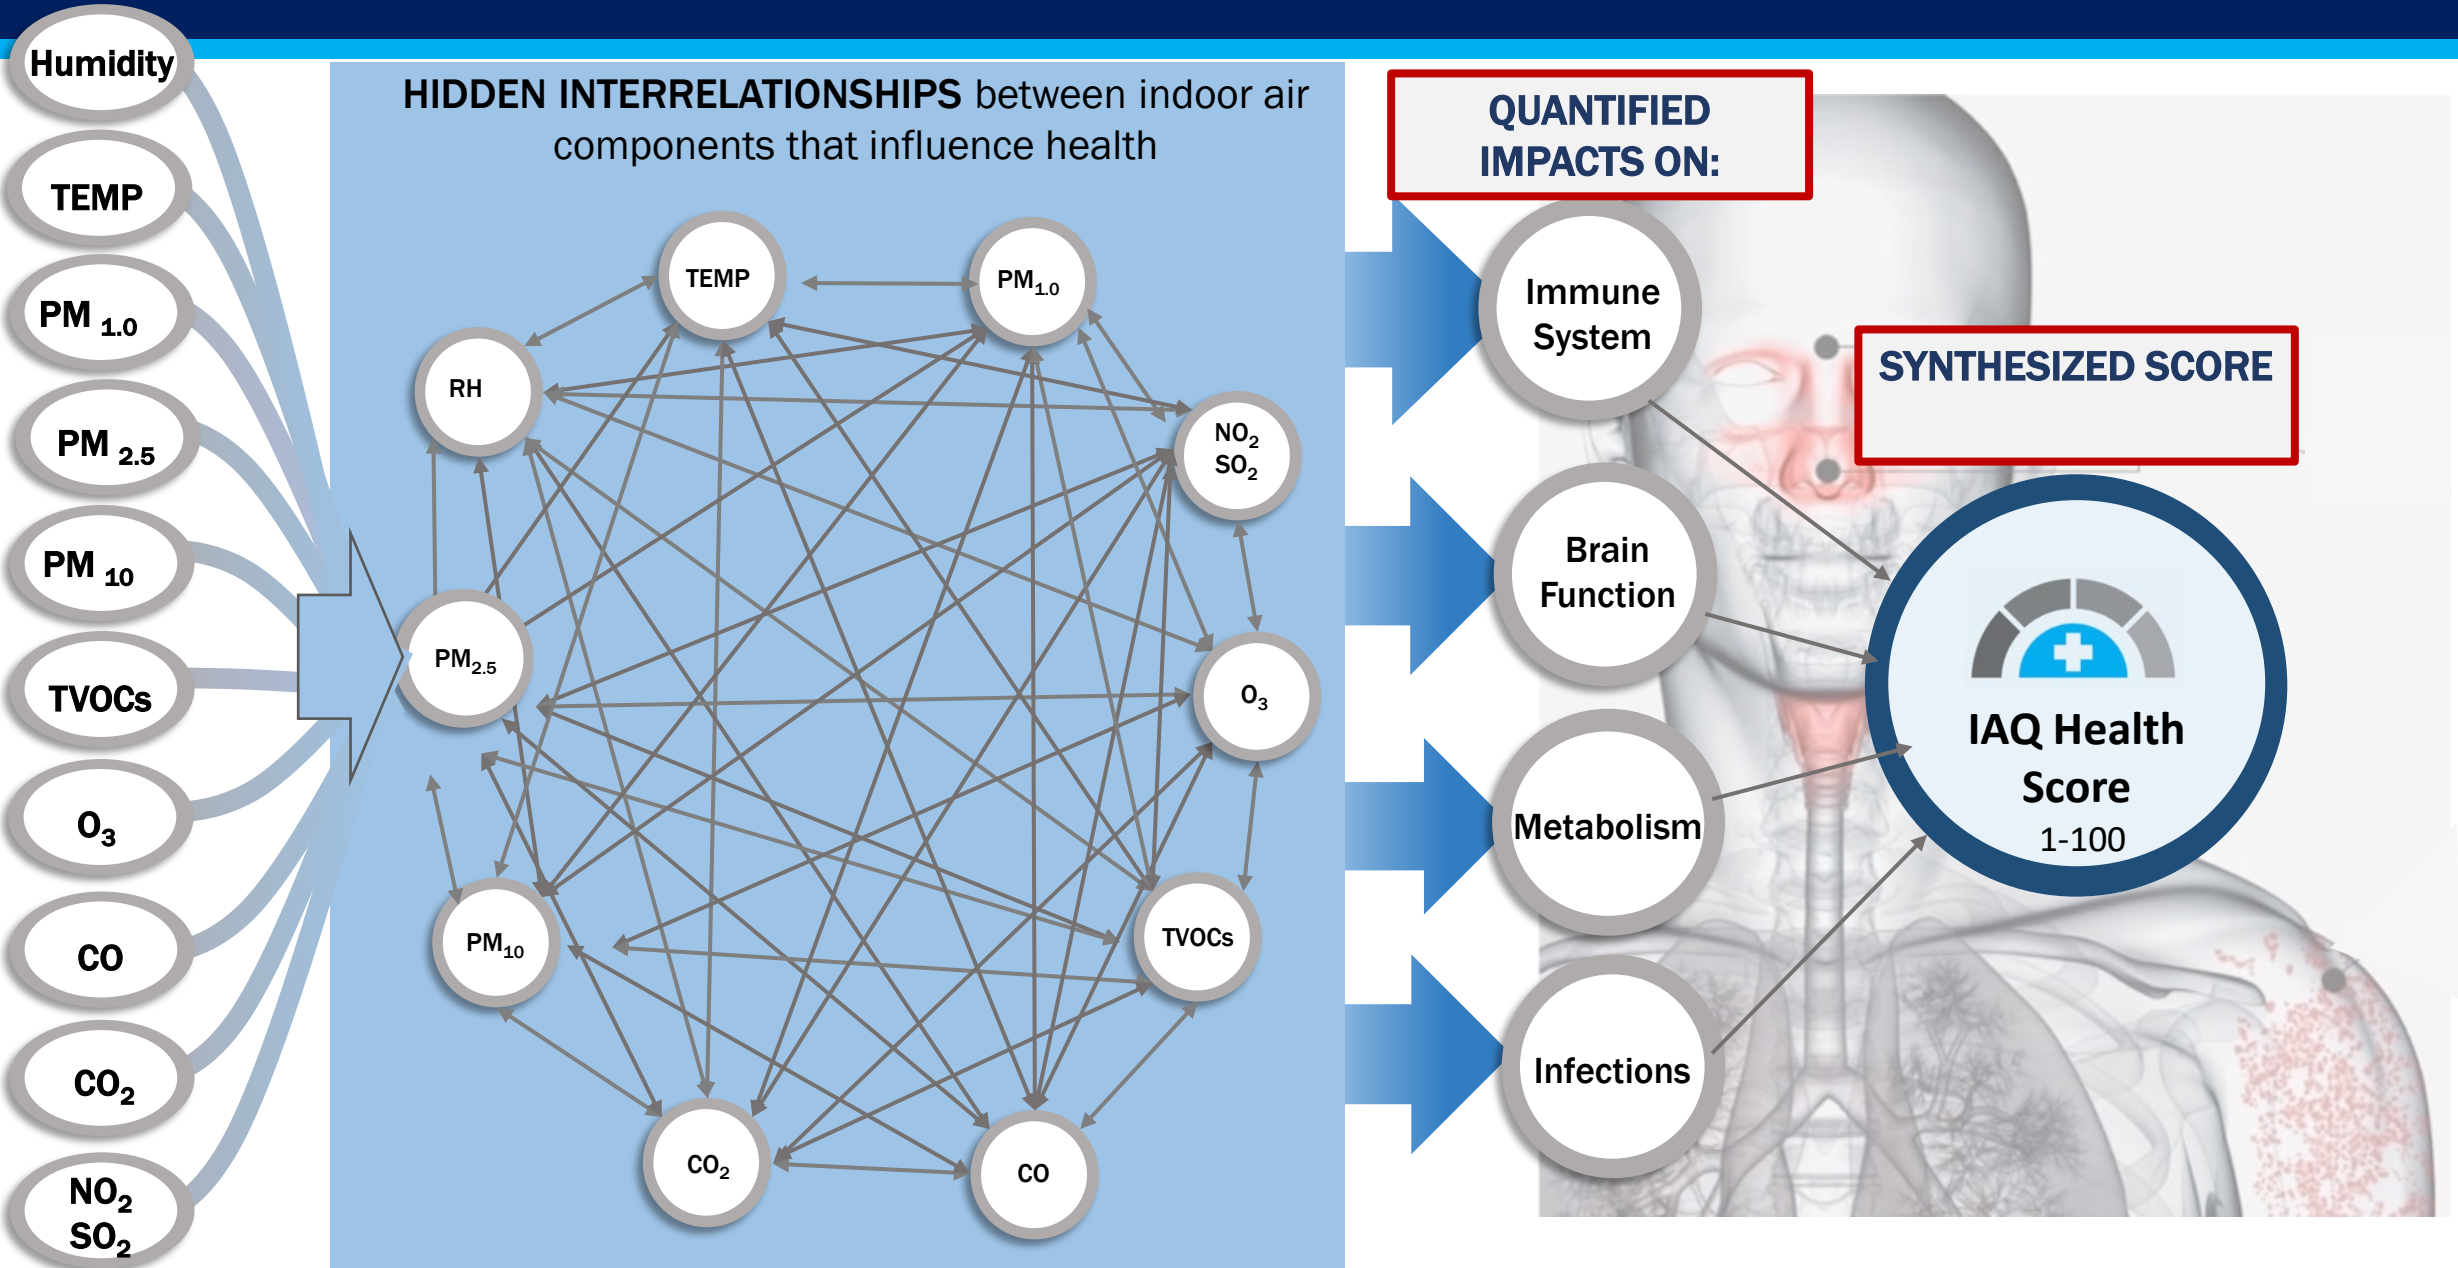 Humidity
TEMP
PM 1.0
PM 2.5
PM 10
TVOCs
O3
CO
CO2
NO2
SO2
HIDDEN INTERRELATIONSHIPS between indoor air
components that influence health
TEMP
PM1.0
RH
NO2
SO2
PM2.5
O3
PM10
TVOCs
CO2
CO
QUANTIFIED
IMPACTS ON:
Immune
System
Brain
Function
Metabolism
Infections
SYNTHESIZED SCORE
IAQ Health
Score
1-100